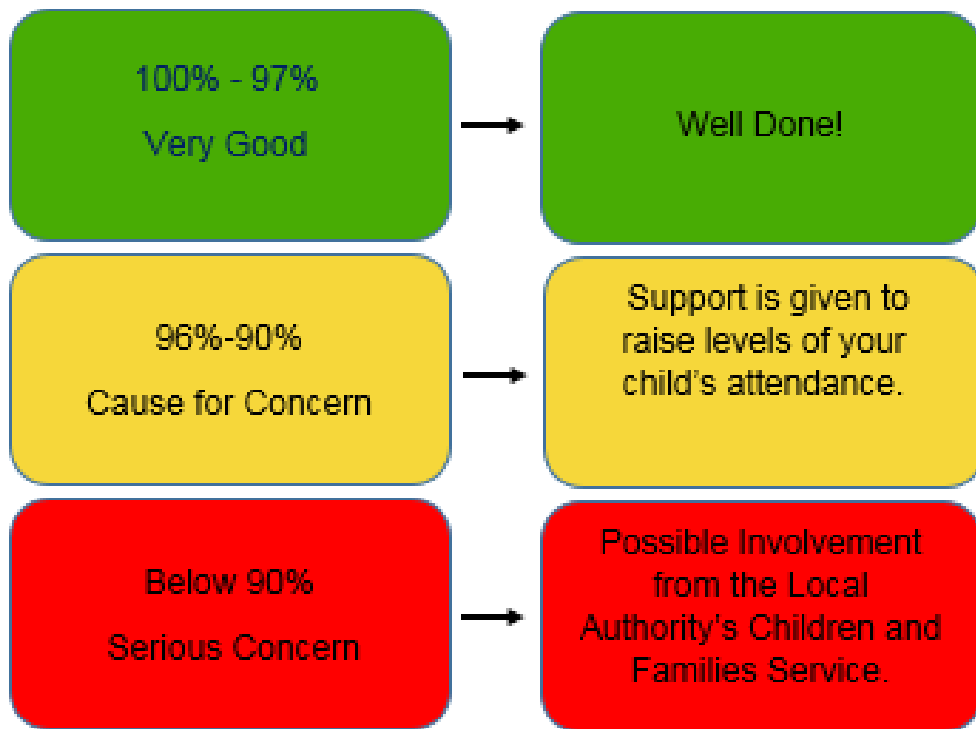 100% - 97%
Very Good
Well Done!
96%-90%
Cause for Concern
Support is given to
raise levels of your
child's attendance.
Below 90%
Serious Concern
Possible Involvement
from the Local
Authority's Children and
Families Service.